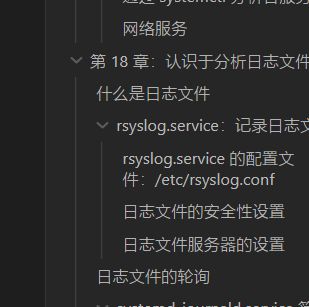 网络服务
第 18 章：认识于分析日志文件
什么是日志文件
rsyslog.service：记录日志文
rsyslog.service 的配置文
件：/etc/rsyslog.conf
日志文件的安全性设置
日志文件服务器的设置
日志文件的轮询